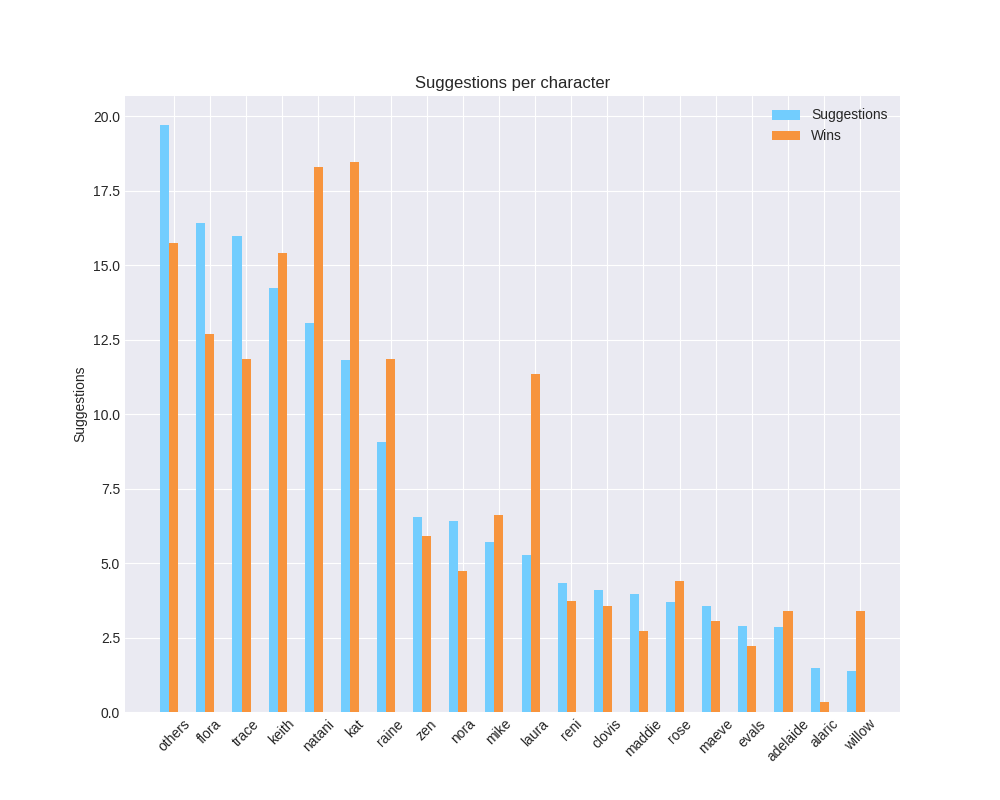 Suggestions per character
Suggestions
Wins
20.0
17.5
15.0
12.5
10.0
7.5
5.0
2.5
0.0
Suggestions
others
flora
trace
keith
natani
kat
raine
zen
nora
mike
laura
reni
clovis
maddie
rose
maeve
evals
adelaide
alaric
willow